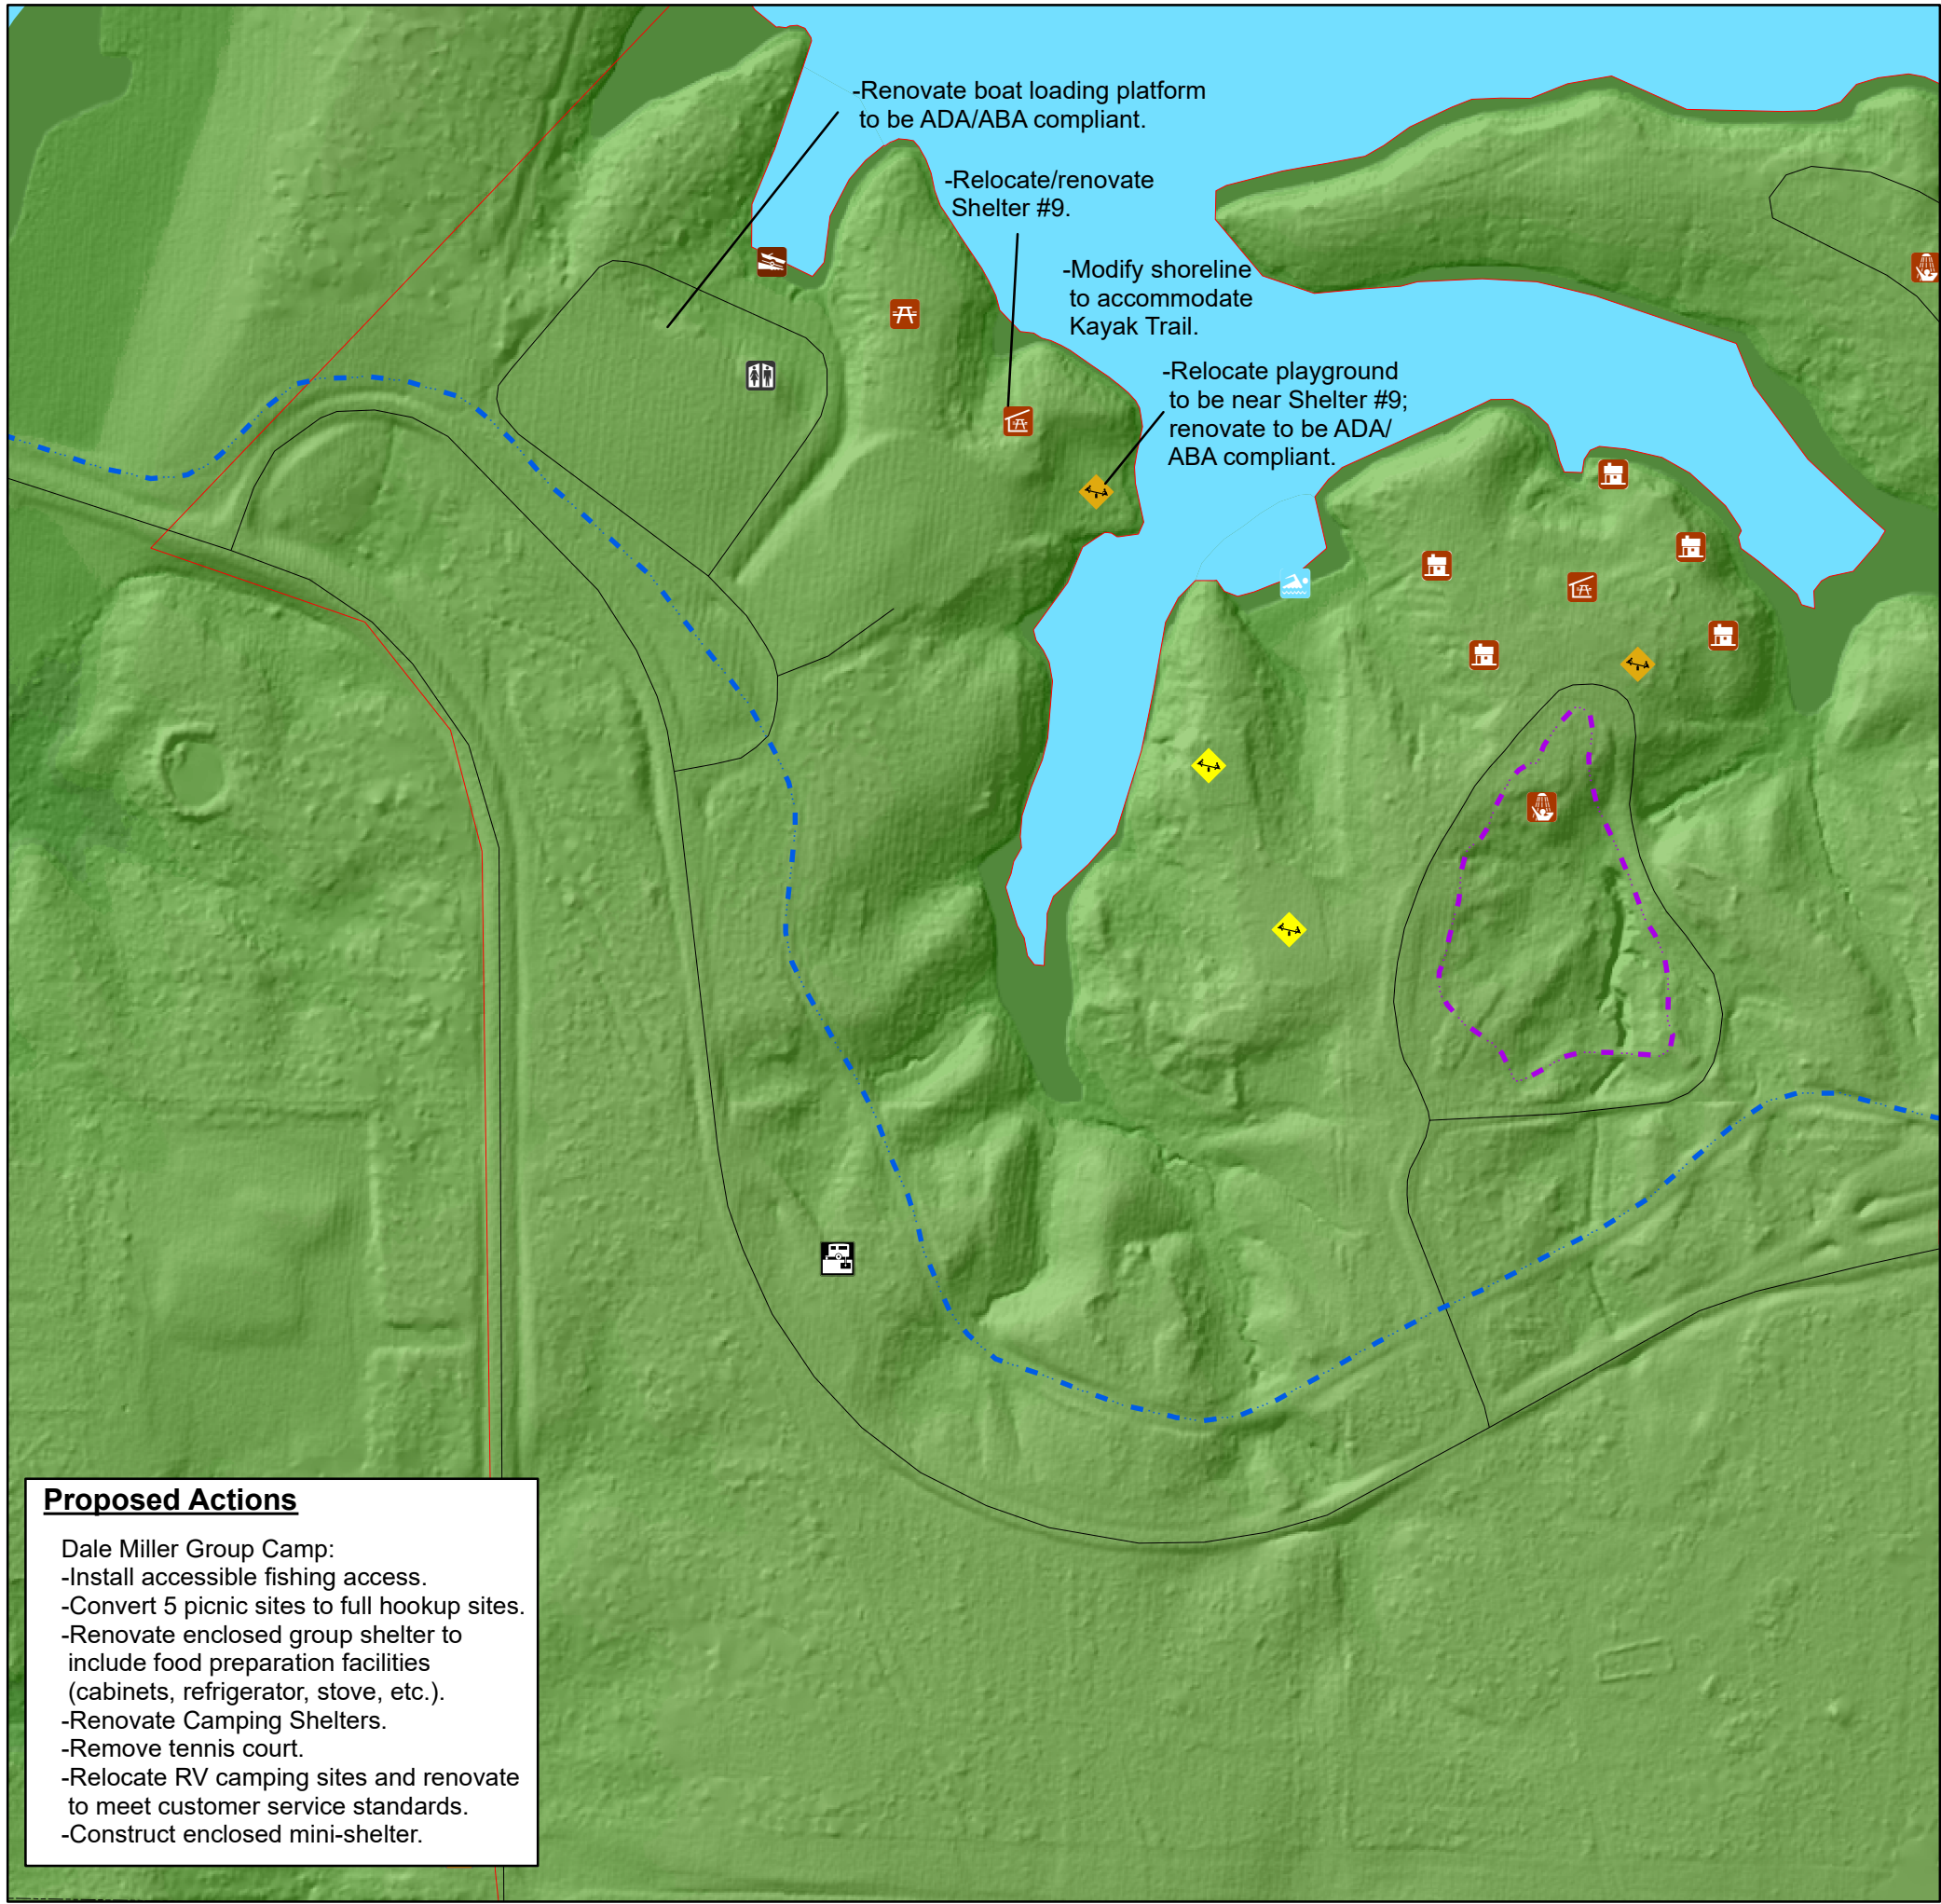 -Renovate boat loading platform
to be ADA/ABA compliant.
-Relocate/renovate
Shelter #9.
-Modify shoreline
to accommodate
Kayak Trail.
-Relocate playground
to be near Shelter #9;
renovate to be ADA/
ABA compliant.
Proposed Actions
Dale Miller Group Camp:
-Install accessible fishing access.
-Convert 5 picnic sites to full hookup sites.
-Renovate enclosed group shelter to
include food preparation facilities
(cabinets, refrigerator, stove, etc.).
-Renovate Camping Shelters.
-Remove tennis court.
-Relocate RV camping sites and renovate
to meet customer service standards.
-Construct enclosed mini-shelter.